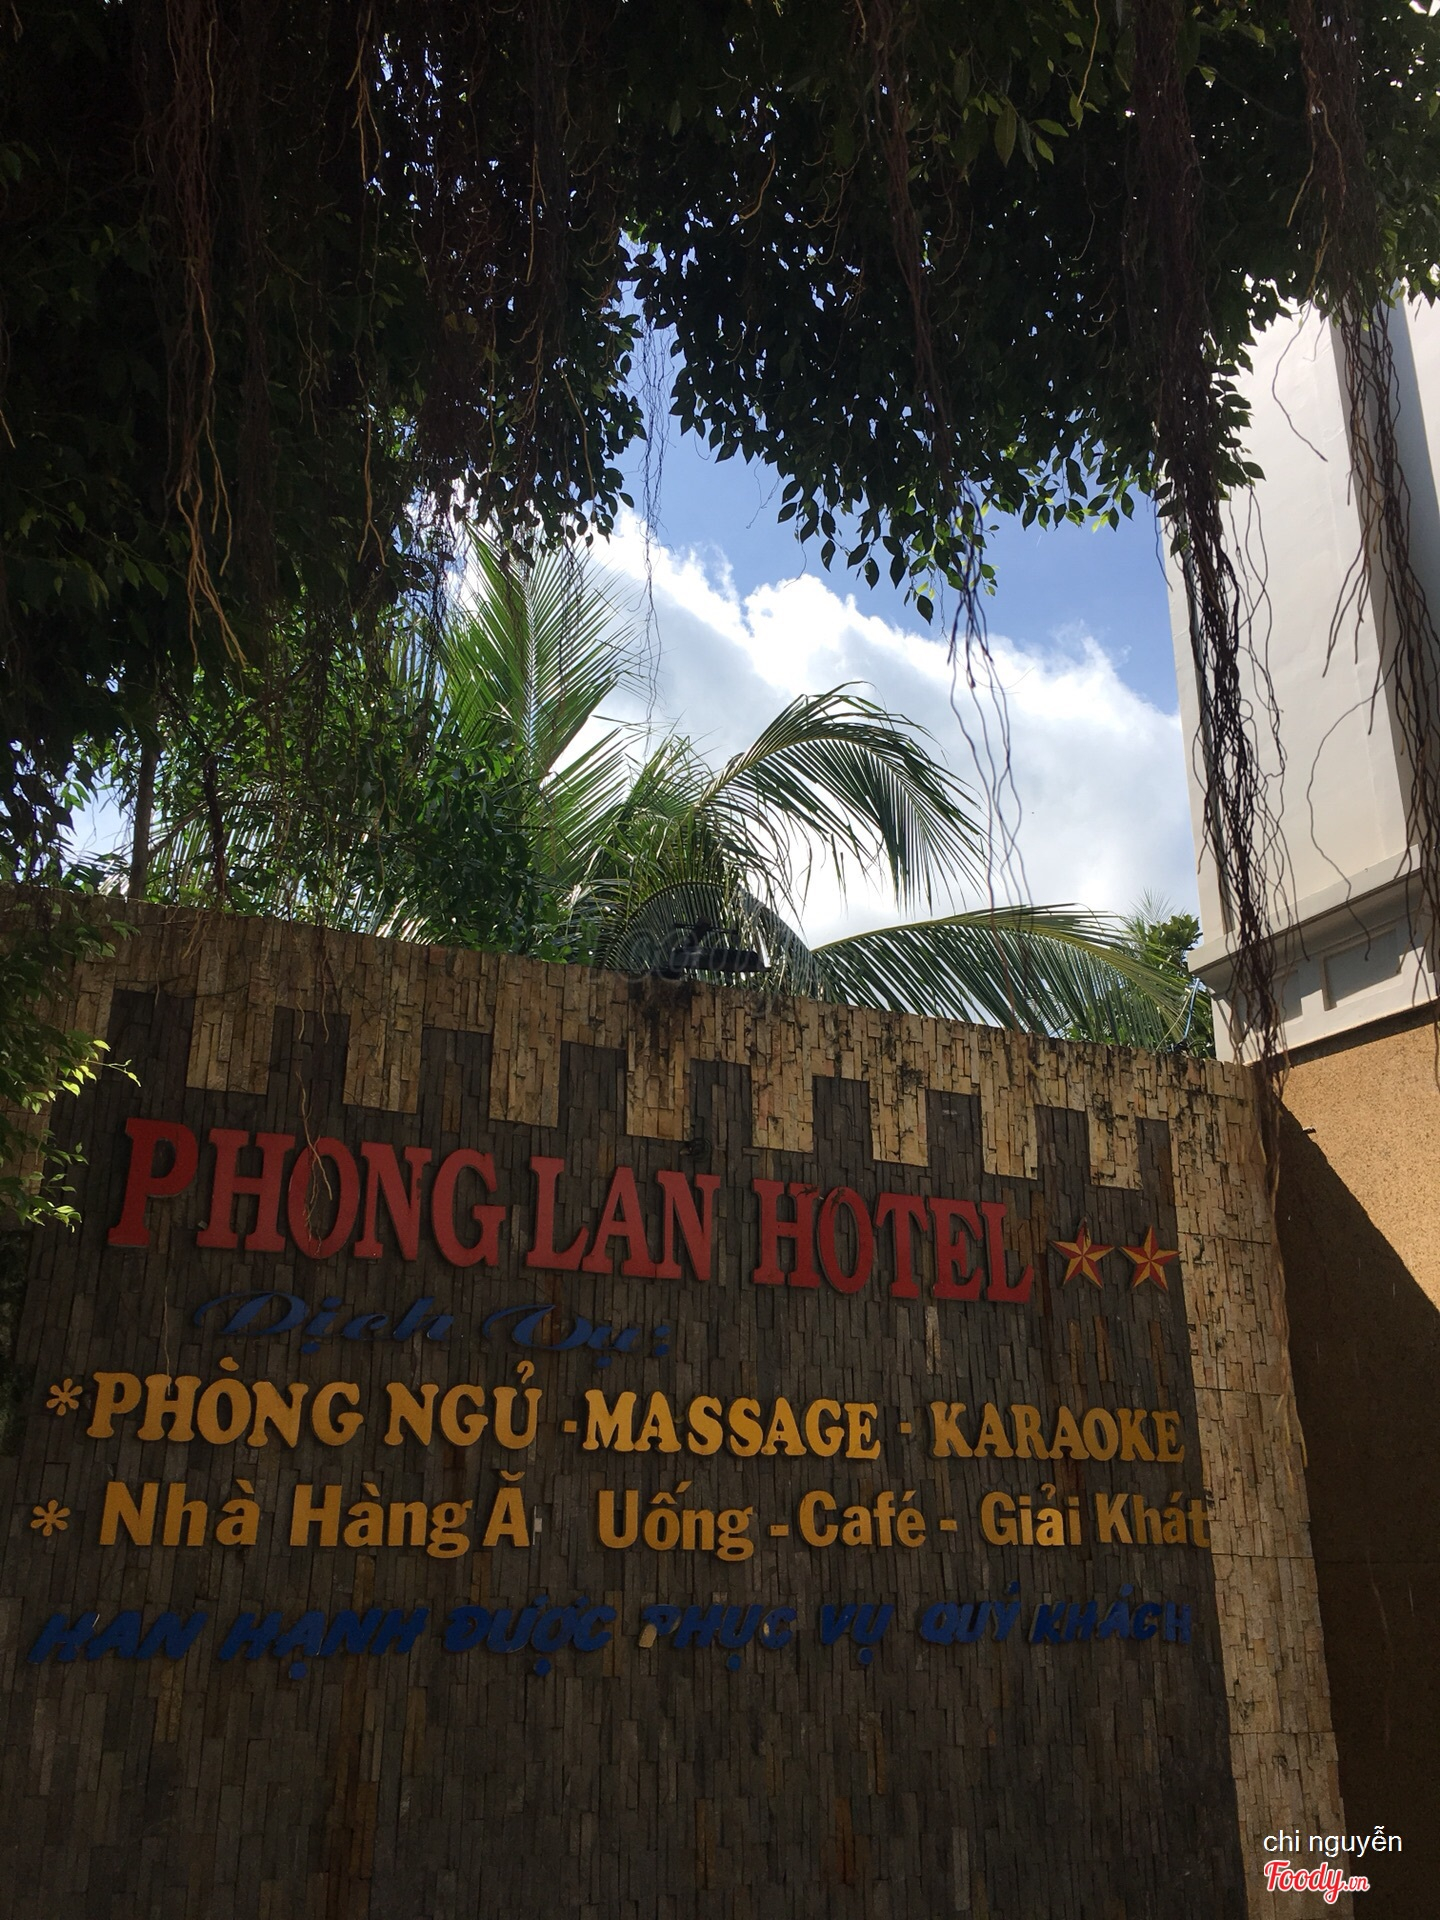 PHONG LAN HOTEL
Dịch Vụ:
*PHÒNG NGỦ - MASSAGE - KARAOKE
* Nhà Hàng Ă Uống - Café - Giải Khát
HAN HẠNH ĐƯỢC PHỤC VỤ QUÝ KHÁCH
chi nguyễn
Foody.vn